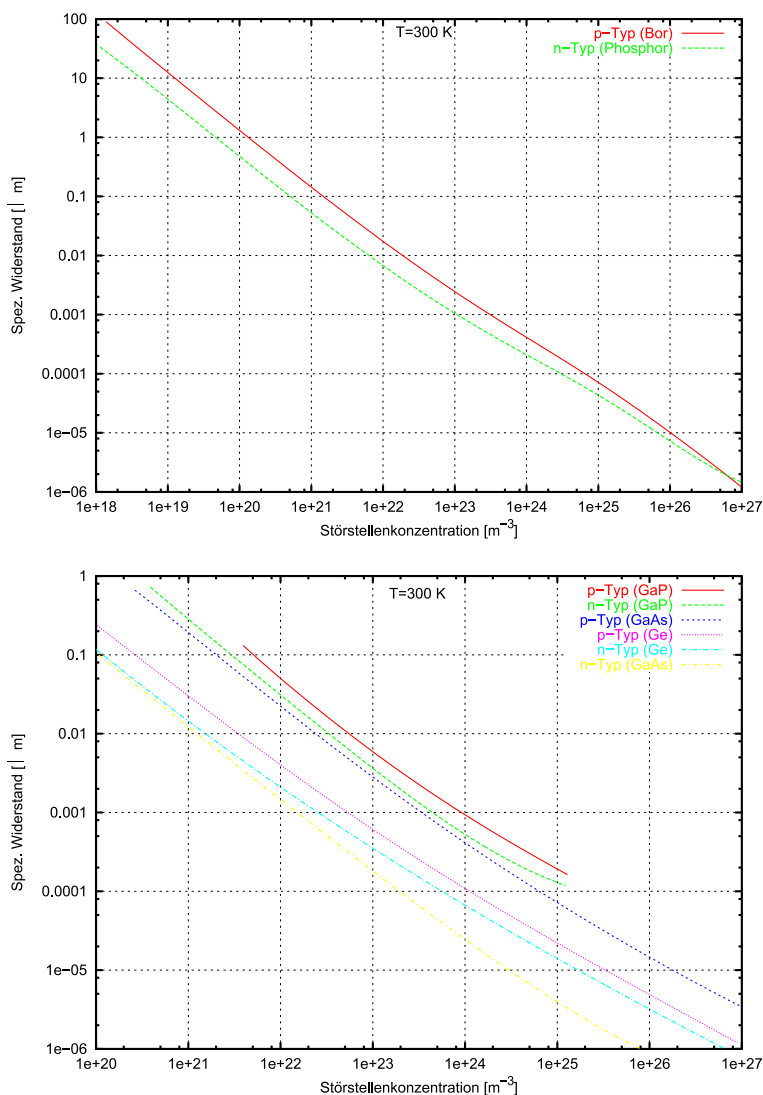 100
10
1
0.1
0.01
0.001
0.0001
1e−05
1e−06
Spez. Widerstand [| m]
T=300 K
p−Typ (Bor)
n−Typ (Phosphor)
1e+18 1e+19 1e+20 1e+21 1e+22 1e+23 1e+24 1e+25 1e+26 1e+27
Störstellenkonzentration [m⁻³]
1
0.1
0.01
0.001
0.0001
1e−05
1e−06
Spez. Widerstand [| m]
T=300 K
p−Typ (GaP)
n−Typ (GaP)
p−Typ (GaAs)
p−Typ (Ge)
n−Typ (Ge)
n−Typ (GaAs)
1e+20 1e+21 1e+22 1e+23 1e+24 1e+25 1e+26 1e+27
Störstellenkonzentration [m⁻³]